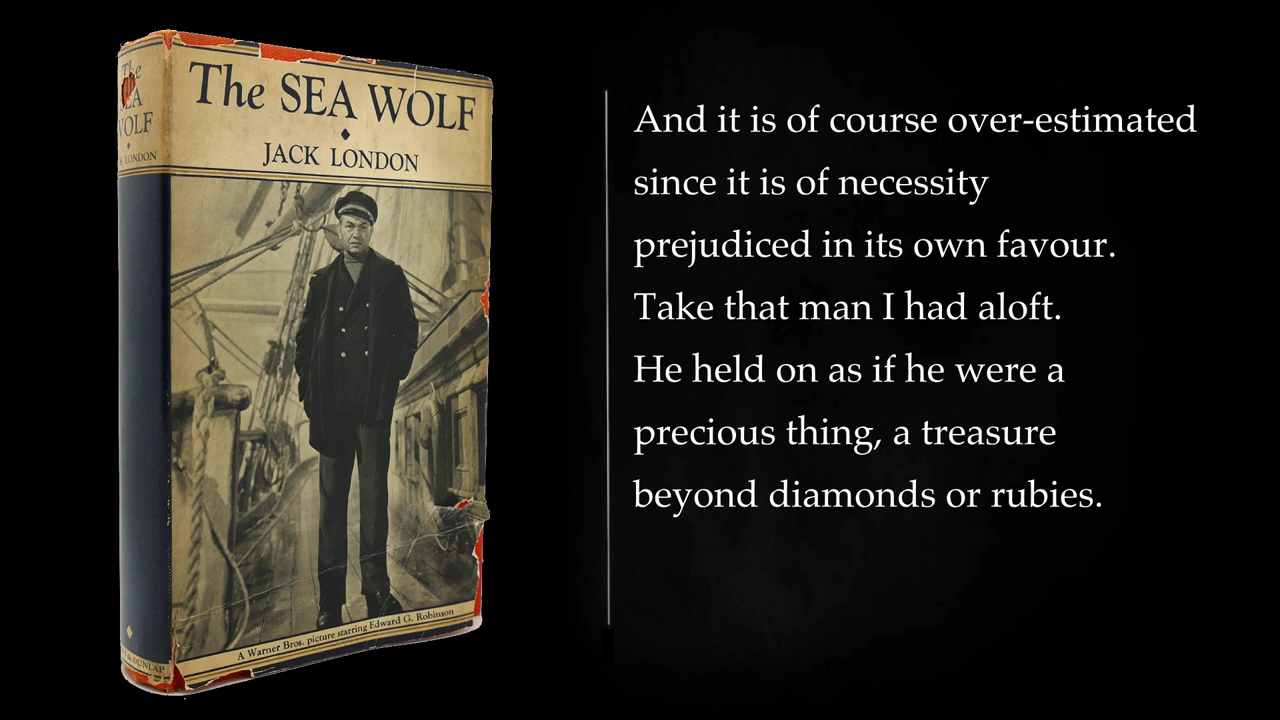 The
SEA
WOLF
LONDON
DUNLAP
The SEA WOLF
JACK LONDON
A Warner Bros. picture starring Edward G. Robinson
And it is of course over-estimated
since it is of necessity
prejudiced in its own favour.
Take that man I had aloft.
He held on as if he were a
precious thing, a treasure
beyond diamonds or rubies.